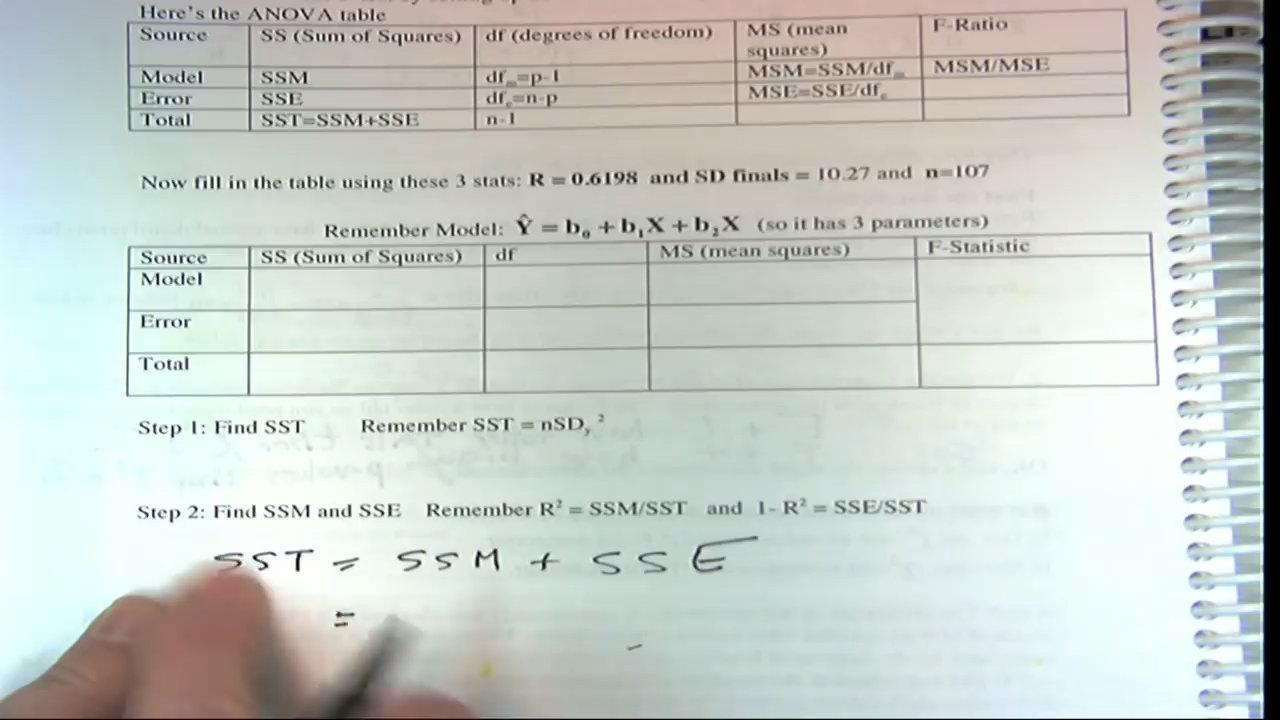 Here's the ANOVA table
Source SS (Sum of Squares) df (degrees of freedom) MS (mean squares) F-Ratio
Model SSM dfₘ=p-1 MSM=SSM/dfₘ MSM/MSE
Error SSE dfₑ=n-p MSE=SSE/dfₑ
Total SST=SSM+SSE n-1
Now fill in the table using these 3 stats: R = 0.6198 and SD finals = 10.27 and n=107
Remember Model: Ŷ = b₀ + b₁X + b₂X (so it has 3 parameters)
Source SS (Sum of Squares) df MS (mean squares) F-Statistic
Model
Error
Total
Step 1: Find SST Remember SST = nSDᵧ²
Step 2: Find SSM and SSE Remember R² = SSM/SST and 1- R² = SSE/SST
SST = SSM + SSE
=